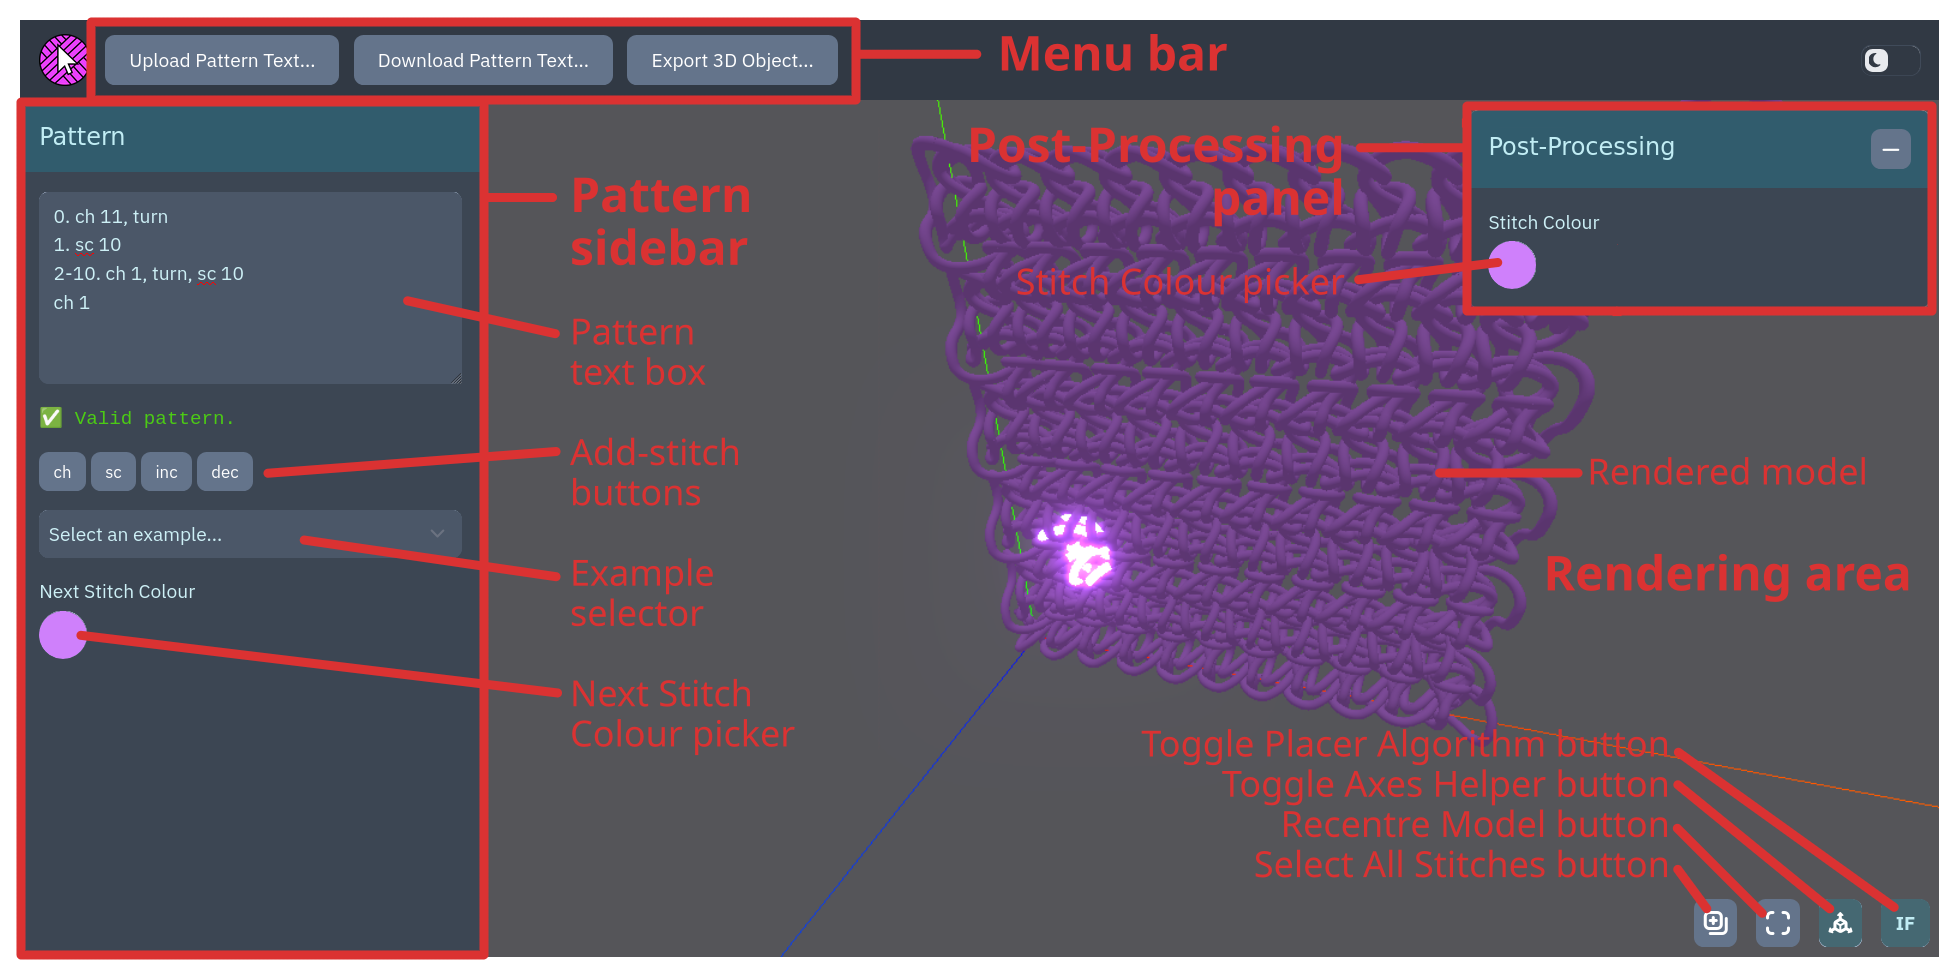 Upload Pattern Text...
Download Pattern Text...
Export 3D Object...
Menu bar
Pattern
0. ch 11, turn
1. sc 10
2-10. ch 1, turn, sc 10
ch 1
✅ Valid pattern.
ch
sc
inc
dec
Select an example...
Next Stitch Colour
Pattern
sidebar
Pattern
text box
Add-stitch
buttons
Example
selector
Next Stitch
Colour picker
Post-Processing
panel
Stitch Colour picker
Post-Processing
Stitch Colour
Rendered model
Rendering area
Toggle Placer Algorithm button
Toggle Axes Helper button
Recentre Model button
Select All Stitches button
IF